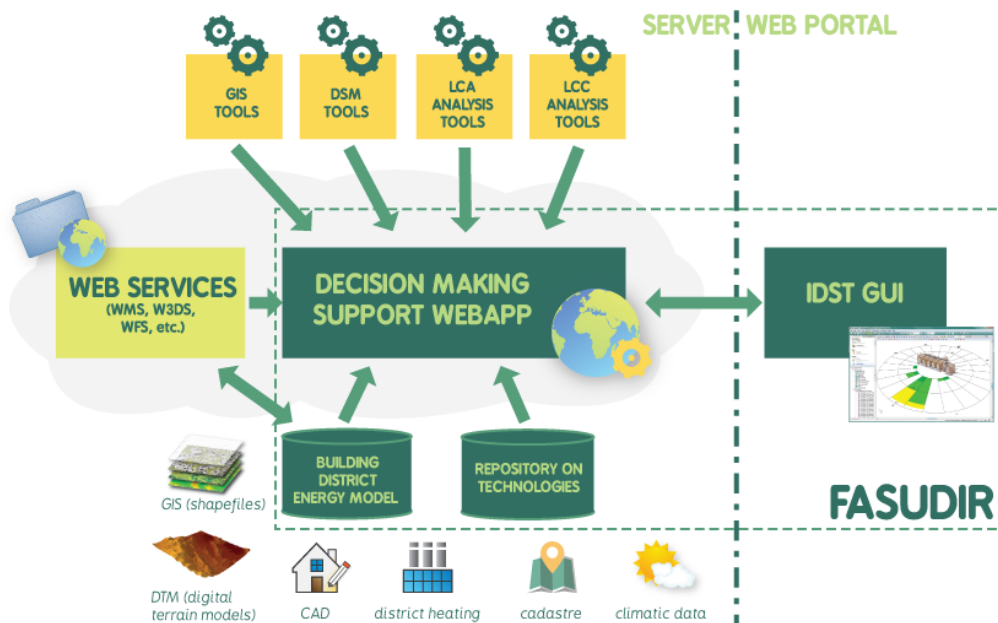 SERVER WEB PORTAL
GIS
TOOLS
DSM
TOOLS
LCA
ANALYSIS
TOOLS
LCC
ANALYSIS
TOOLS
WEB SERVICES
(WMS, W3DS,
WFS, etc.)
DECISION MAKING
SUPPORT WEBAPP
IDST GUI
BUILDING
DISTRICT
ENERGY MODEL
REPOSITORY ON
TECHNOLOGIES
GIS (shapefiles)
FASUDIR
DTM (digital
terrain models)
CAD
district heating
cadastre
climatic data